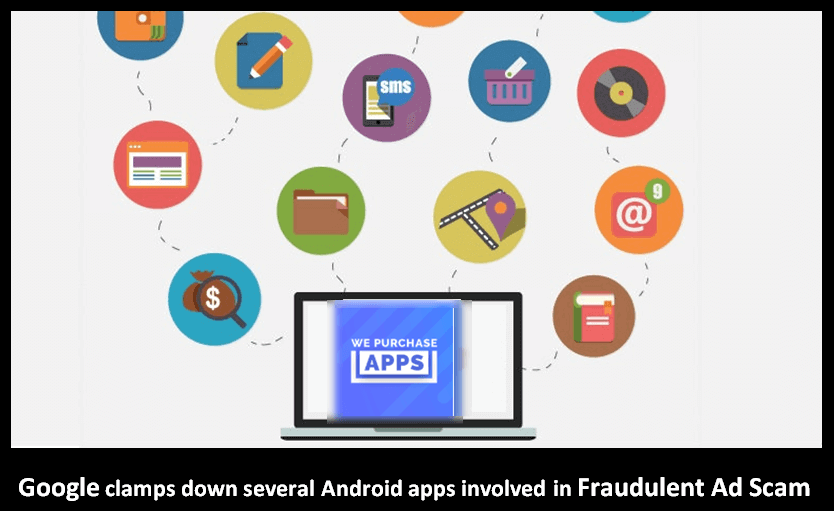 sms
9
@
$
WE PURCHASE
APPS
Google clamps down several Android apps involved in Fraudulent Ad Scam